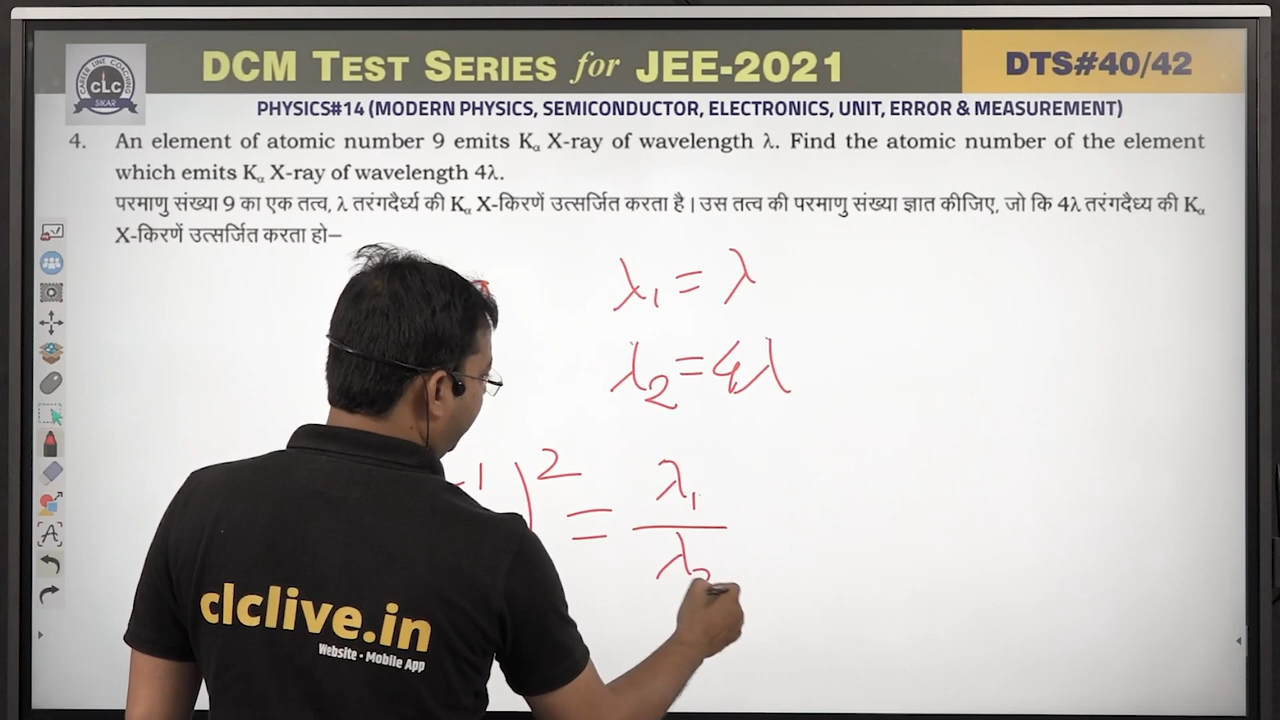 DCM TEST SERIES for JEE-2021
DTS#40/42
CAREER LINE COACHING
CLC
SIKAR
PHYSICS#14 (MODERN PHYSICS, SEMICONDUCTOR, ELECTRONICS, UNIT, ERROR & MEASUREMENT)
4. An element of atomic number 9 emits Kα X-ray of wavelength λ. Find the atomic number of the element
which emits Kα X-ray of wavelength 4λ.
परमाणु संख्या 9 का एक तत्व, λ तरंगदैर्ध्य की Kα X-किरणें उत्सर्जित करता है। उस तत्व की परमाणु संख्या ज्ञात कीजिए, जो कि 4λ तरंगदैध्य की Kα
X-किरणें उत्सर्जित करता हो–
λ₁ = λ
λ₂ = 4λ
-1 )² = λ₁/λ₂
clclive.in
Website • Mobile App